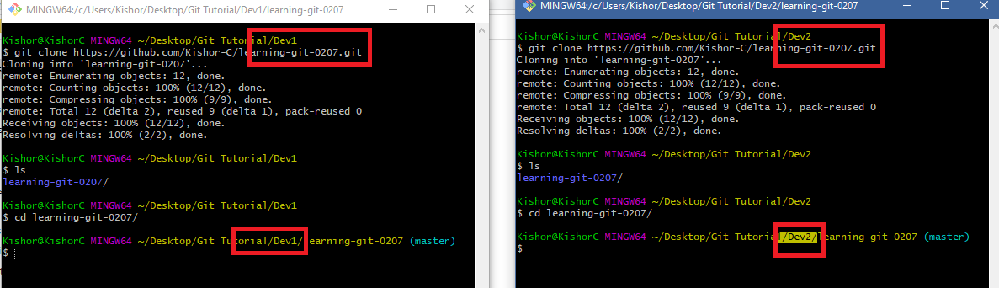 MINGW64:/c/Users/Kishor/Desktop/Git Tutorial/Dev1/learning-git-0207
Kishor@KishorC MINGW64 ~/Desktop/Git Tutorial/Dev1
$ git clone https://github.com/Kishor-C/learning-git-0207.git
Cloning into 'learning-git-0207'...
remote: Enumerating objects: 12, done.
remote: Counting objects: 100% (12/12), done.
remote: Compressing objects: 100% (9/9), done.
remote: Total 12 (delta 2), reused 9 (delta 1), pack-reused 0
Receiving objects: 100% (12/12), done.
Resolving deltas: 100% (2/2), done.
Kishor@KishorC MINGW64 ~/Desktop/Git Tutorial/Dev1
$ ls
learning-git-0207/
Kishor@KishorC MINGW64 ~/Desktop/Git Tutorial/Dev1
$ cd learning-git-0207/
Kishor@KishorC MINGW64 ~/Desktop/Git Tutorial/Dev1/learning-git-0207 (master)
$
MINGW64:/c/Users/Kishor/Desktop/Git Tutorial/Dev2/learning-git-0207
Kishor@KishorC MINGW64 ~/Desktop/Git Tutorial/Dev2
$ git clone https://github.com/Kishor-C/learning-git-0207.git
Cloning into 'learning-git-0207'...
remote: Enumerating objects: 12, done.
remote: Counting objects: 100% (12/12), done.
remote: Compressing objects: 100% (9/9), done.
remote: Total 12 (delta 2), reused 9 (delta 1), pack-reused 0
Receiving objects: 100% (12/12), done.
Resolving deltas: 100% (2/2), done.
Kishor@KishorC MINGW64 ~/Desktop/Git Tutorial/Dev2
$ ls
learning-git-0207/
Kishor@KishorC MINGW64 ~/Desktop/Git Tutorial/Dev2
$ cd learning-git-0207/
Kishor@KishorC MINGW64 ~/Desktop/Git Tutorial/Dev2/learning-git-0207 (master)
$